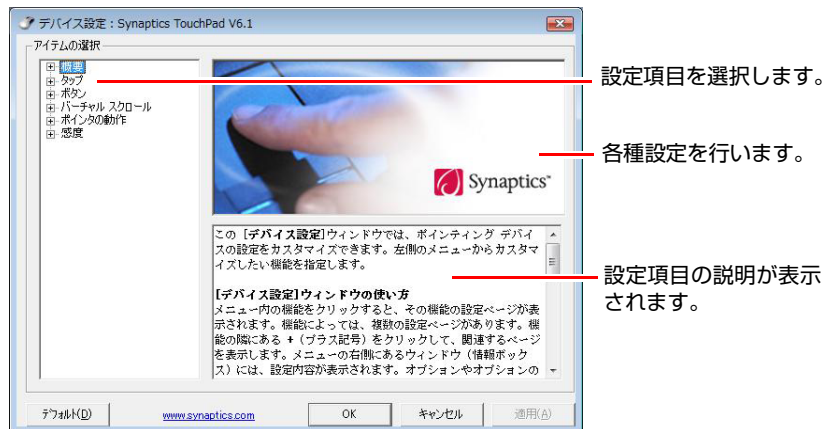 デバイス設定 : Synaptics TouchPad V6.1
アイテムの選択
概要
タップ
ボタン
バーチャル スクロール
ポインタの動作
感度
Synaptics™
この [デバイス設定]ウィンドウでは、ポインティング デバイ
スの設定をカスタマイズできます。左側のメニューからカスタマ
イズしたい機能を指定します。
[デバイス設定]ウィンドウの使い方
メニュー内の機能をクリックすると、その機能の設定ページが表
示されます。機能によっては、複数の設定ページがあります。機
能の隣にある + (プラス記号) をクリックして、関連するページ
を表示します。メニューの右側にあるウィンドウ (情報ボック
ス) には、設定内容が表示されます。オプションやオプションの
デフォルト(D)
www.synaptics.com
OK
キャンセル
適用(A)
設定項目を選択します。
各種設定を行います。
設定項目の説明が表示
されます。